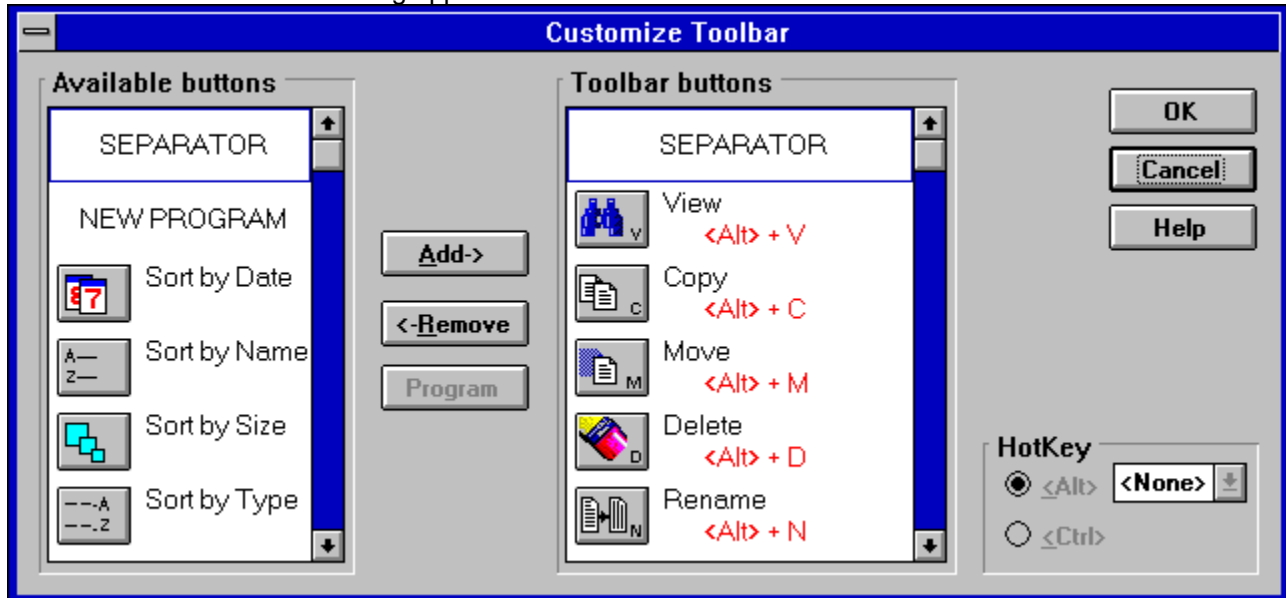 Customize Toolbar
Available buttons
SEPARATOR
NEW PROGRAM
87
Sort by Date
A—
Z—
Sort by Name
Sort by Size
---A
---.Z
Sort by Type
Add->
<-Remove
Program
Toolbar buttons
SEPARATOR
V
View
<Alt> + V
C
Copy
<Alt> + C
M
Move
<Alt> + M
D
Delete
<Alt> + D
N
Rename
<Alt> + N
OK
Cancel
Help
HotKey
<Alt>
<None>
<Ctrl>